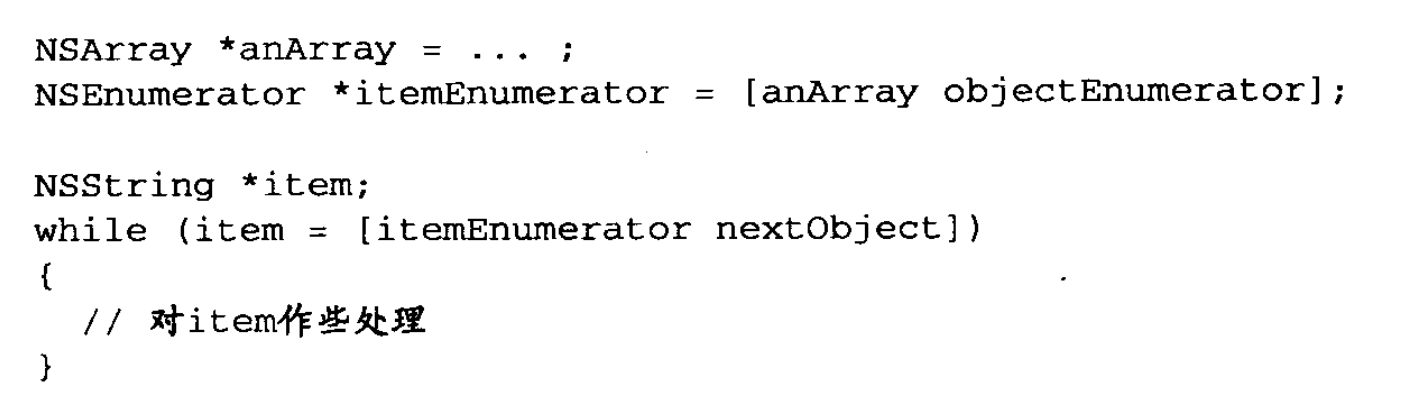 NSArray *anArray = ... ;
NSEnumerator *itemEnumerator = [anArray objectEnumerator];
NSString *item;
while (item = [itemEnumerator nextObject])
{
// 对item作些处理
}